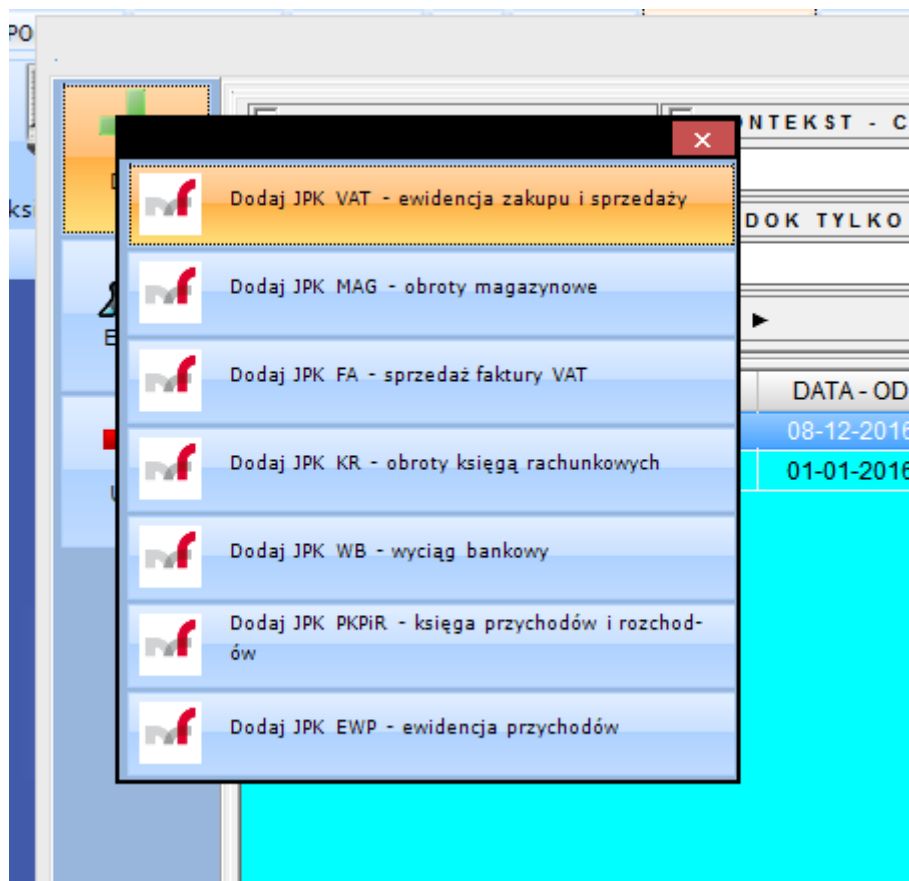 PO
NTEKST - C
Dodaj JPK VAT - ewidencja zakupu i sprzedaży
DOK TYLKO
ksi
Dodaj JPK MAG - obroty magazynowe
E
Dodaj JPK FA - sprzedaż faktury VAT
DATA - OD
08-12-2016
Dodaj JPK KR - obroty księgą rachunkowych
01-01-2016
Dodaj JPK WB - wyciąg bankowy
Dodaj JPK PKPiR - księga przychodów i rozchod-
ów
Dodaj JPK EWP - ewidencja przychodów